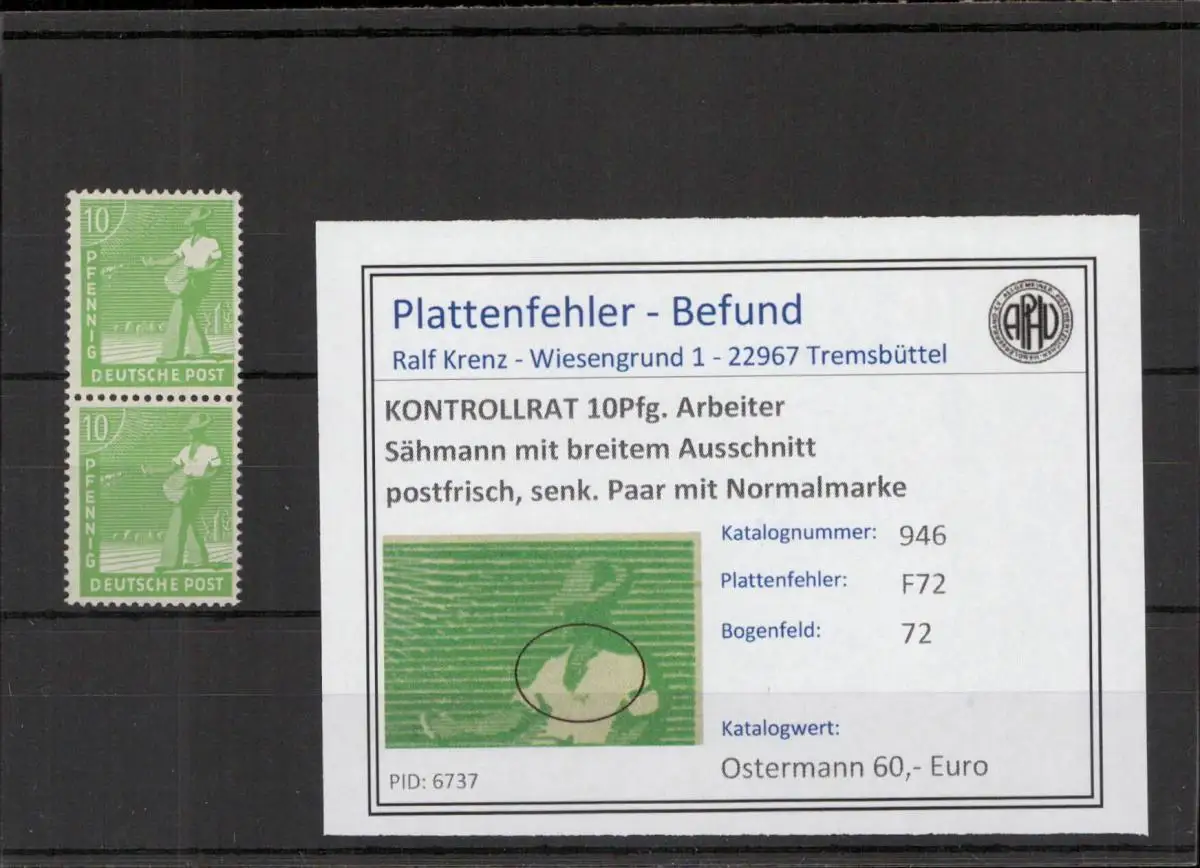 10
PFENNIG
DEUTSCHE POST
10
PFENNIG
DEUTSCHE POST
Plattenfehler - Befund
Ralf Krenz - Wiesengrund 1 - 22967 Tremsbüttel
APHV
KONTROLLRAT 10Pfg. Arbeiter
Sähmann mit breitem Ausschnitt
postfrisch, senk. Paar mit Normalmarke
Katalognummer: 946
Plattenfehler: F72
Bogenfeld: 72
Katalogwert:
Ostermann 60,- Euro
PID: 6737